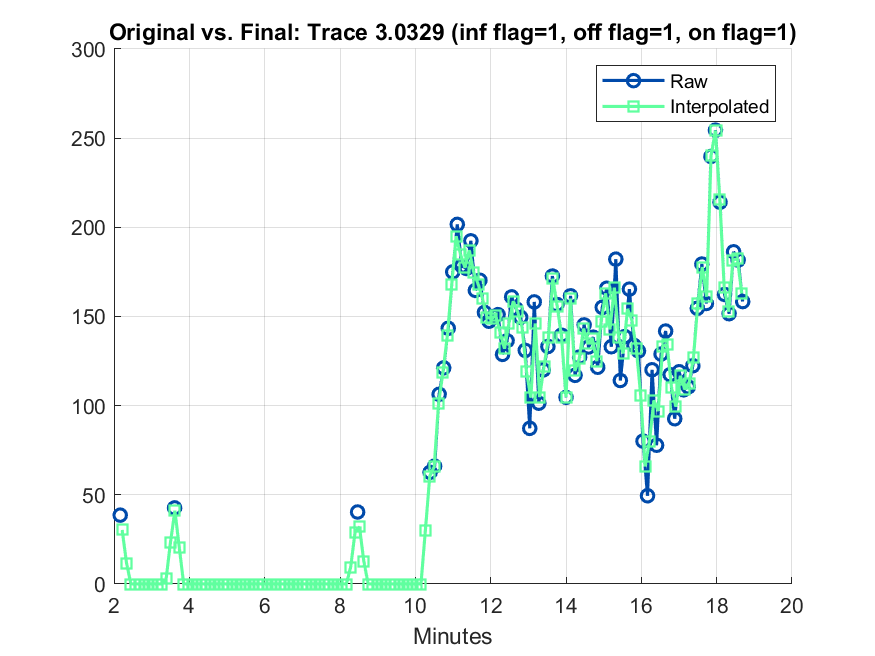 Original vs. Final: Trace 3.0329 (inf flag=1, off flag=1, on flag=1)
300
250
200
150
100
50
0
Raw
Interpolated
2 4 6 8 10 12 14 16 18 20
Minutes